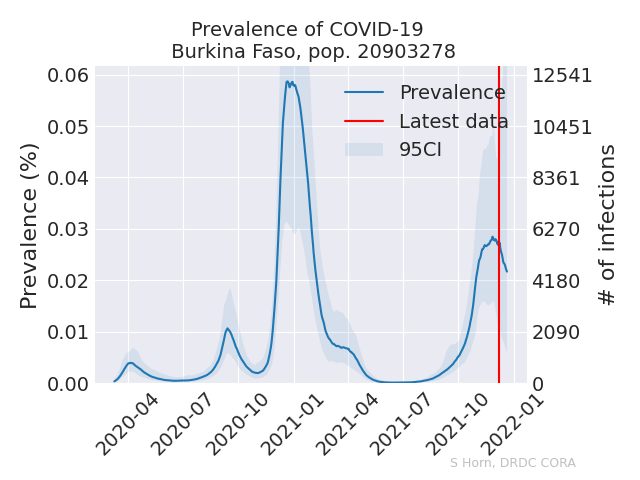 Prevalence of COVID-19
Burkina Faso, pop. 20903278
Prevalence (%)
0.06
0.05
0.04
0.03
0.02
0.01
0.00
Prevalence
Latest data
95CI
12541
10451
8361
6270
4180
2090
0
# of infections
2020-04
2020-07
2020-10
2021-01
2021-04
2021-07
2021-10
2022-01
S Horn, DRDC CORA